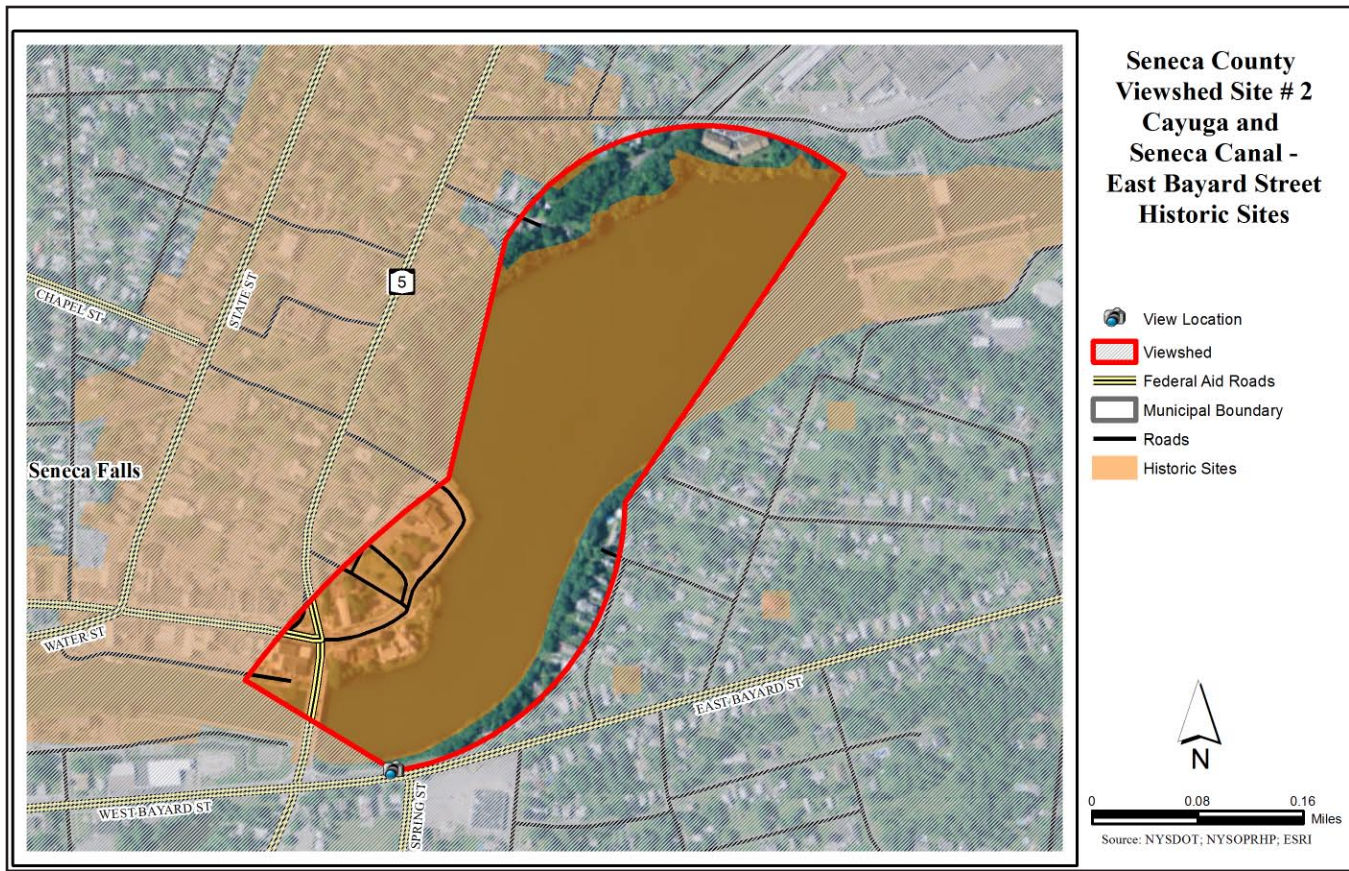 Seneca County
Viewshed Site # 2
Cayuga and
Seneca Canal -
East Bayard Street
Historic Sites
View Location
Viewshed
Federal Aid Roads
Municipal Boundary
Roads
Historic Sites
N
0 0.08 0.16
Miles
Source: NYSDOT; NYSOPRHP; ESRI
5
CHAPEL ST
STATE ST
Seneca Falls
WATER ST
EAST BAYARD ST
WEST BAYARD ST
SPRING ST